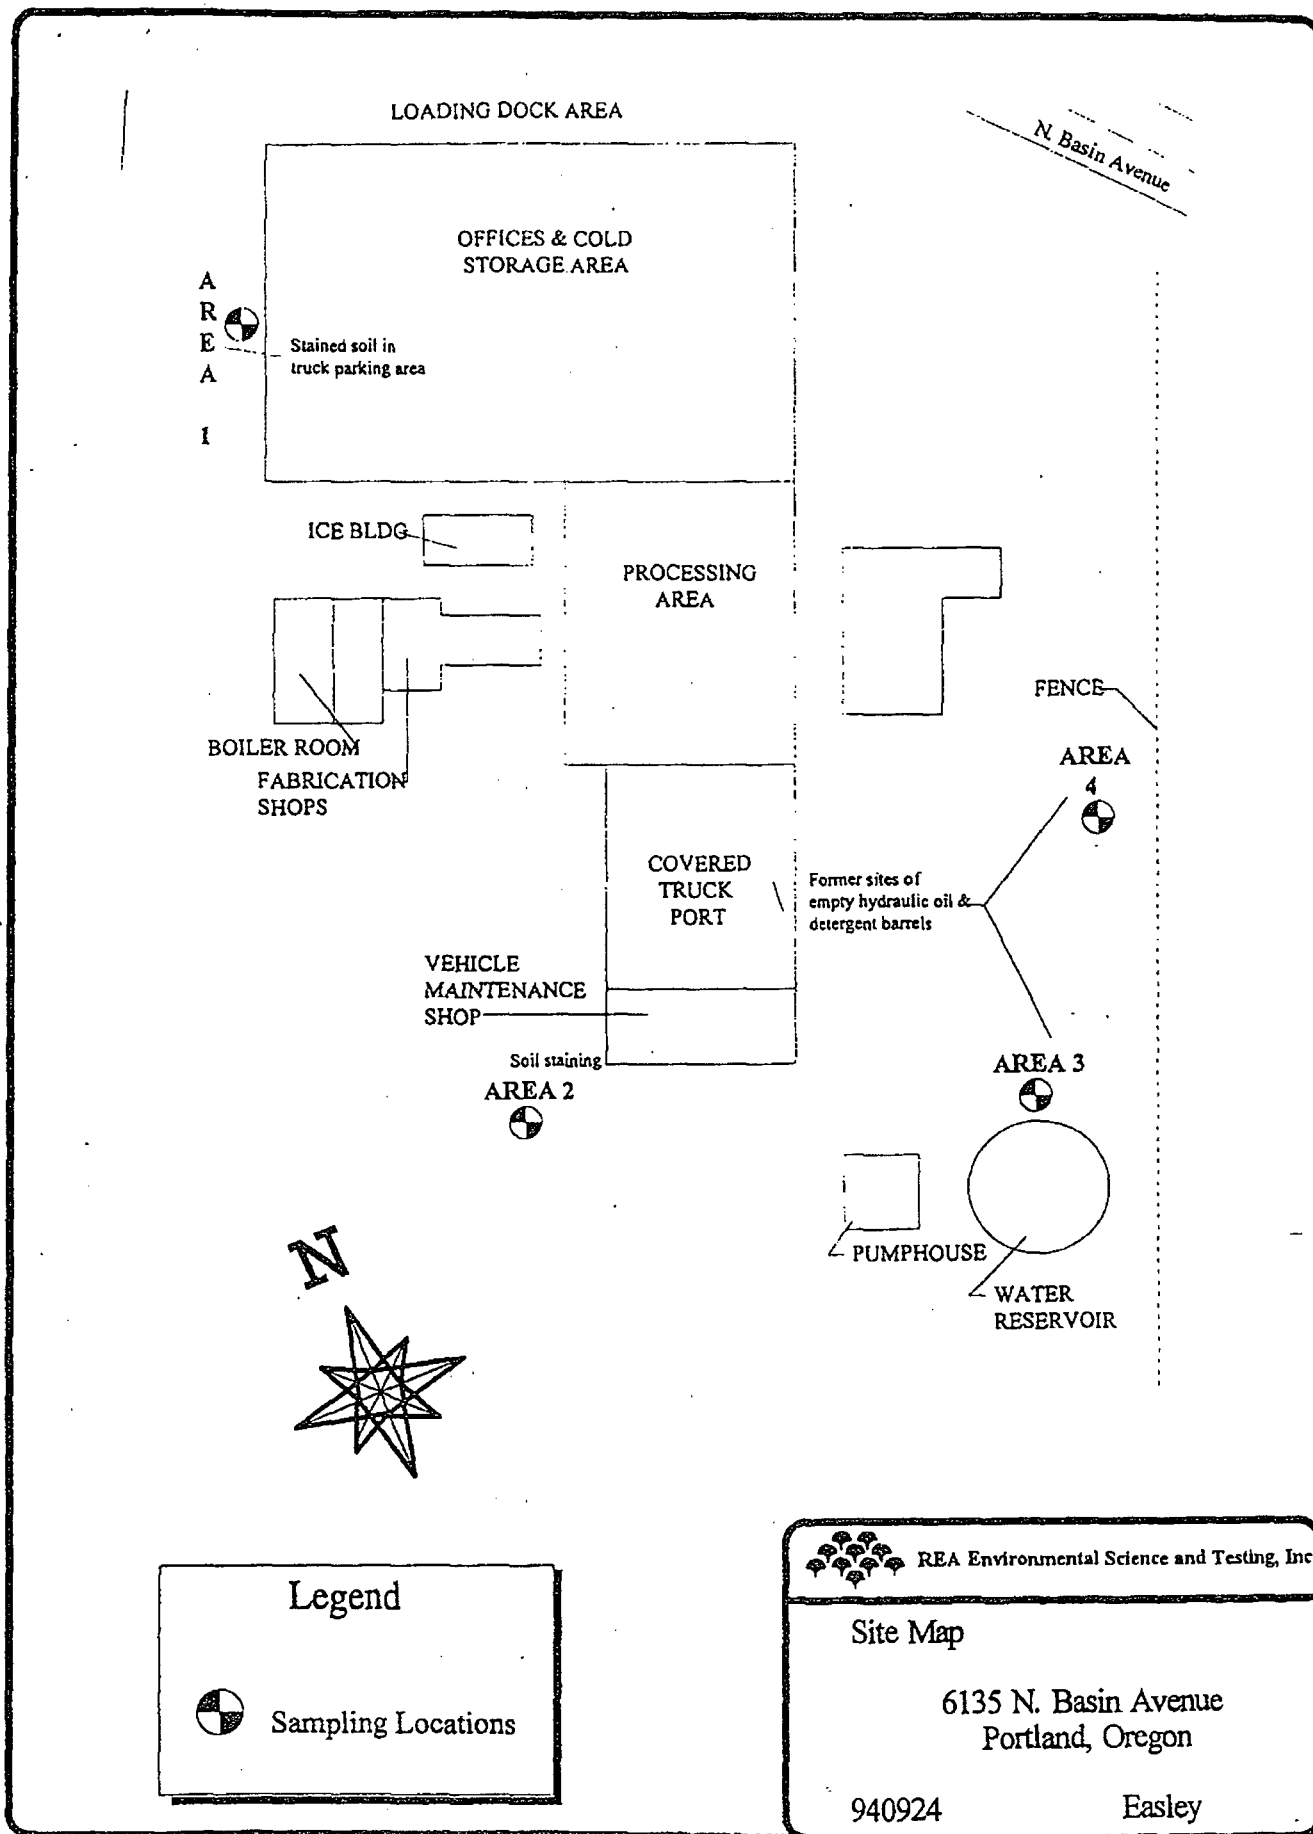 LOADING DOCK AREA
N. Basin Avenue
OFFICES & COLD
STORAGE AREA
AREA 1
Stained soil in
truck parking area
ICE BLDG
PROCESSING
AREA
FENCE
BOILER ROOM
FABRICATION
SHOPS
AREA
4
COVERED
TRUCK
PORT
Former sites of
empty hydraulic oil &
detergent barrels
VEHICLE
MAINTENANCE
SHOP
Soil staining
AREA 2
AREA 3
PUMPHOUSE
WATER
RESERVOIR
N
Legend
Sampling Locations
REA Environmental Science and Testing, Inc
Site Map
6135 N. Basin Avenue
Portland, Oregon
940924 Easley